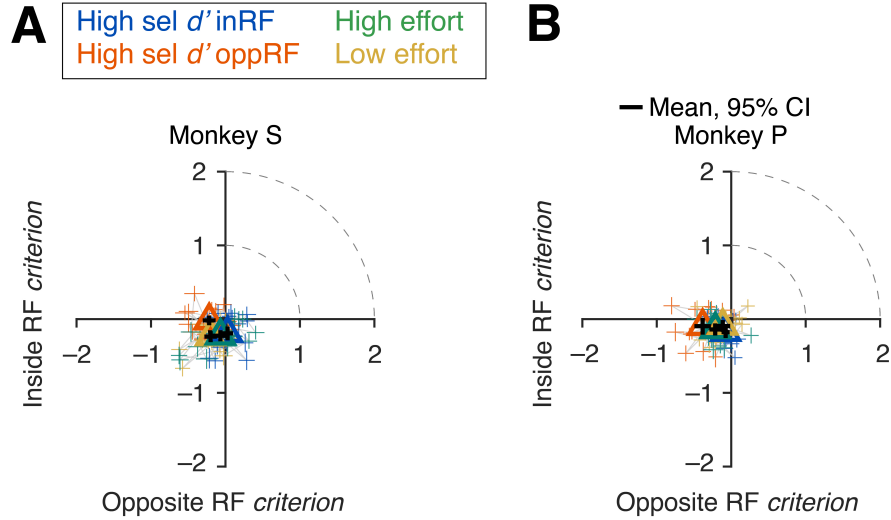 A
B
High sel d’ inRF
High effort
High sel d’ oppRF
Low effort
Mean, 95% CI
Monkey S
Monkey P
2
1
–2
–1
1
2
–1
–2
2
1
–2
–1
1
2
–1
–2
Inside RF criterion
Inside RF criterion
Opposite RF criterion
Opposite RF criterion